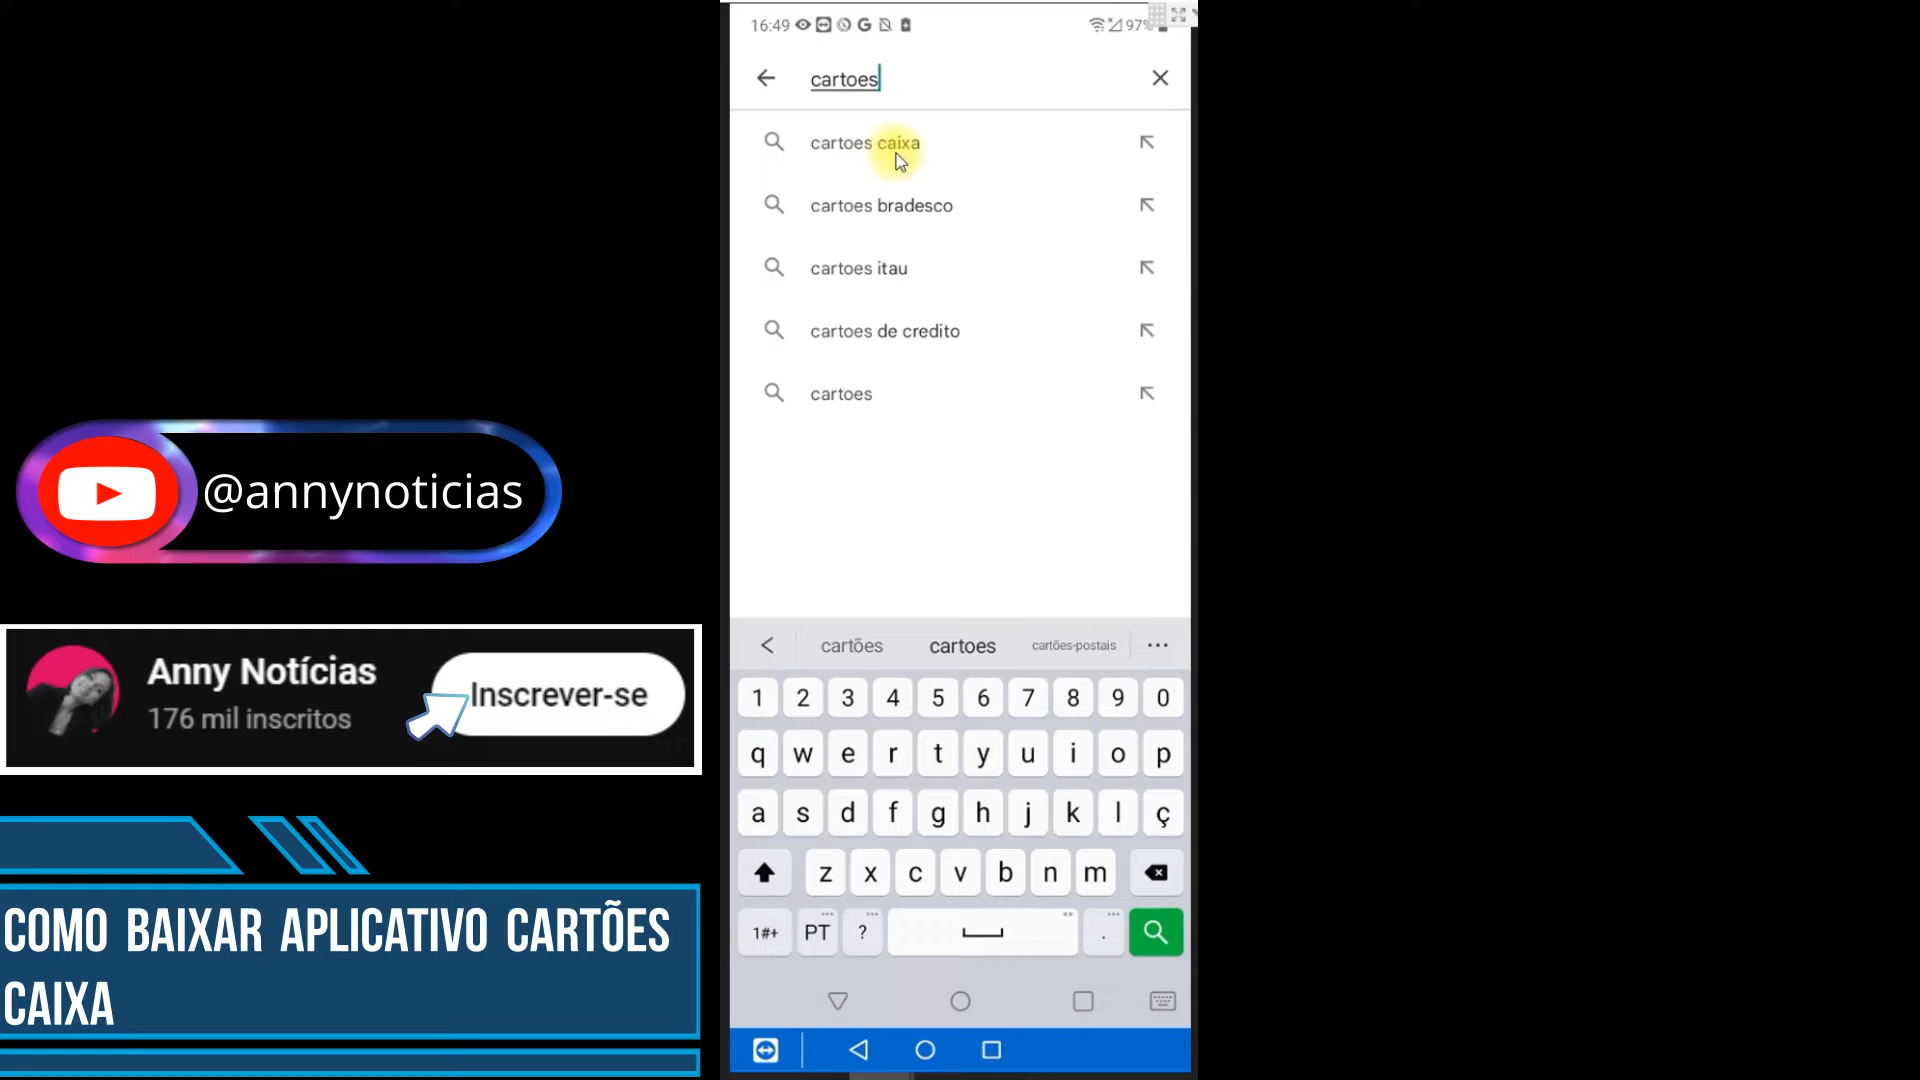 16:49
97%
cartoes
cartoes caixa
cartoes bradesco
cartoes itau
cartoes de credito
cartoes
@annynoticias
Anny Notícias
176 mil inscritos
Inscrever-se
COMO BAIXAR APLICATIVO CARTÕES
CAIXA
cartões cartoes cartões-postais
1 2 3 4 5 6 7 8 9 0
q w e r t y u i o p
a s d f g h j k l ç
z x c v b n m
1#+ PT ? .